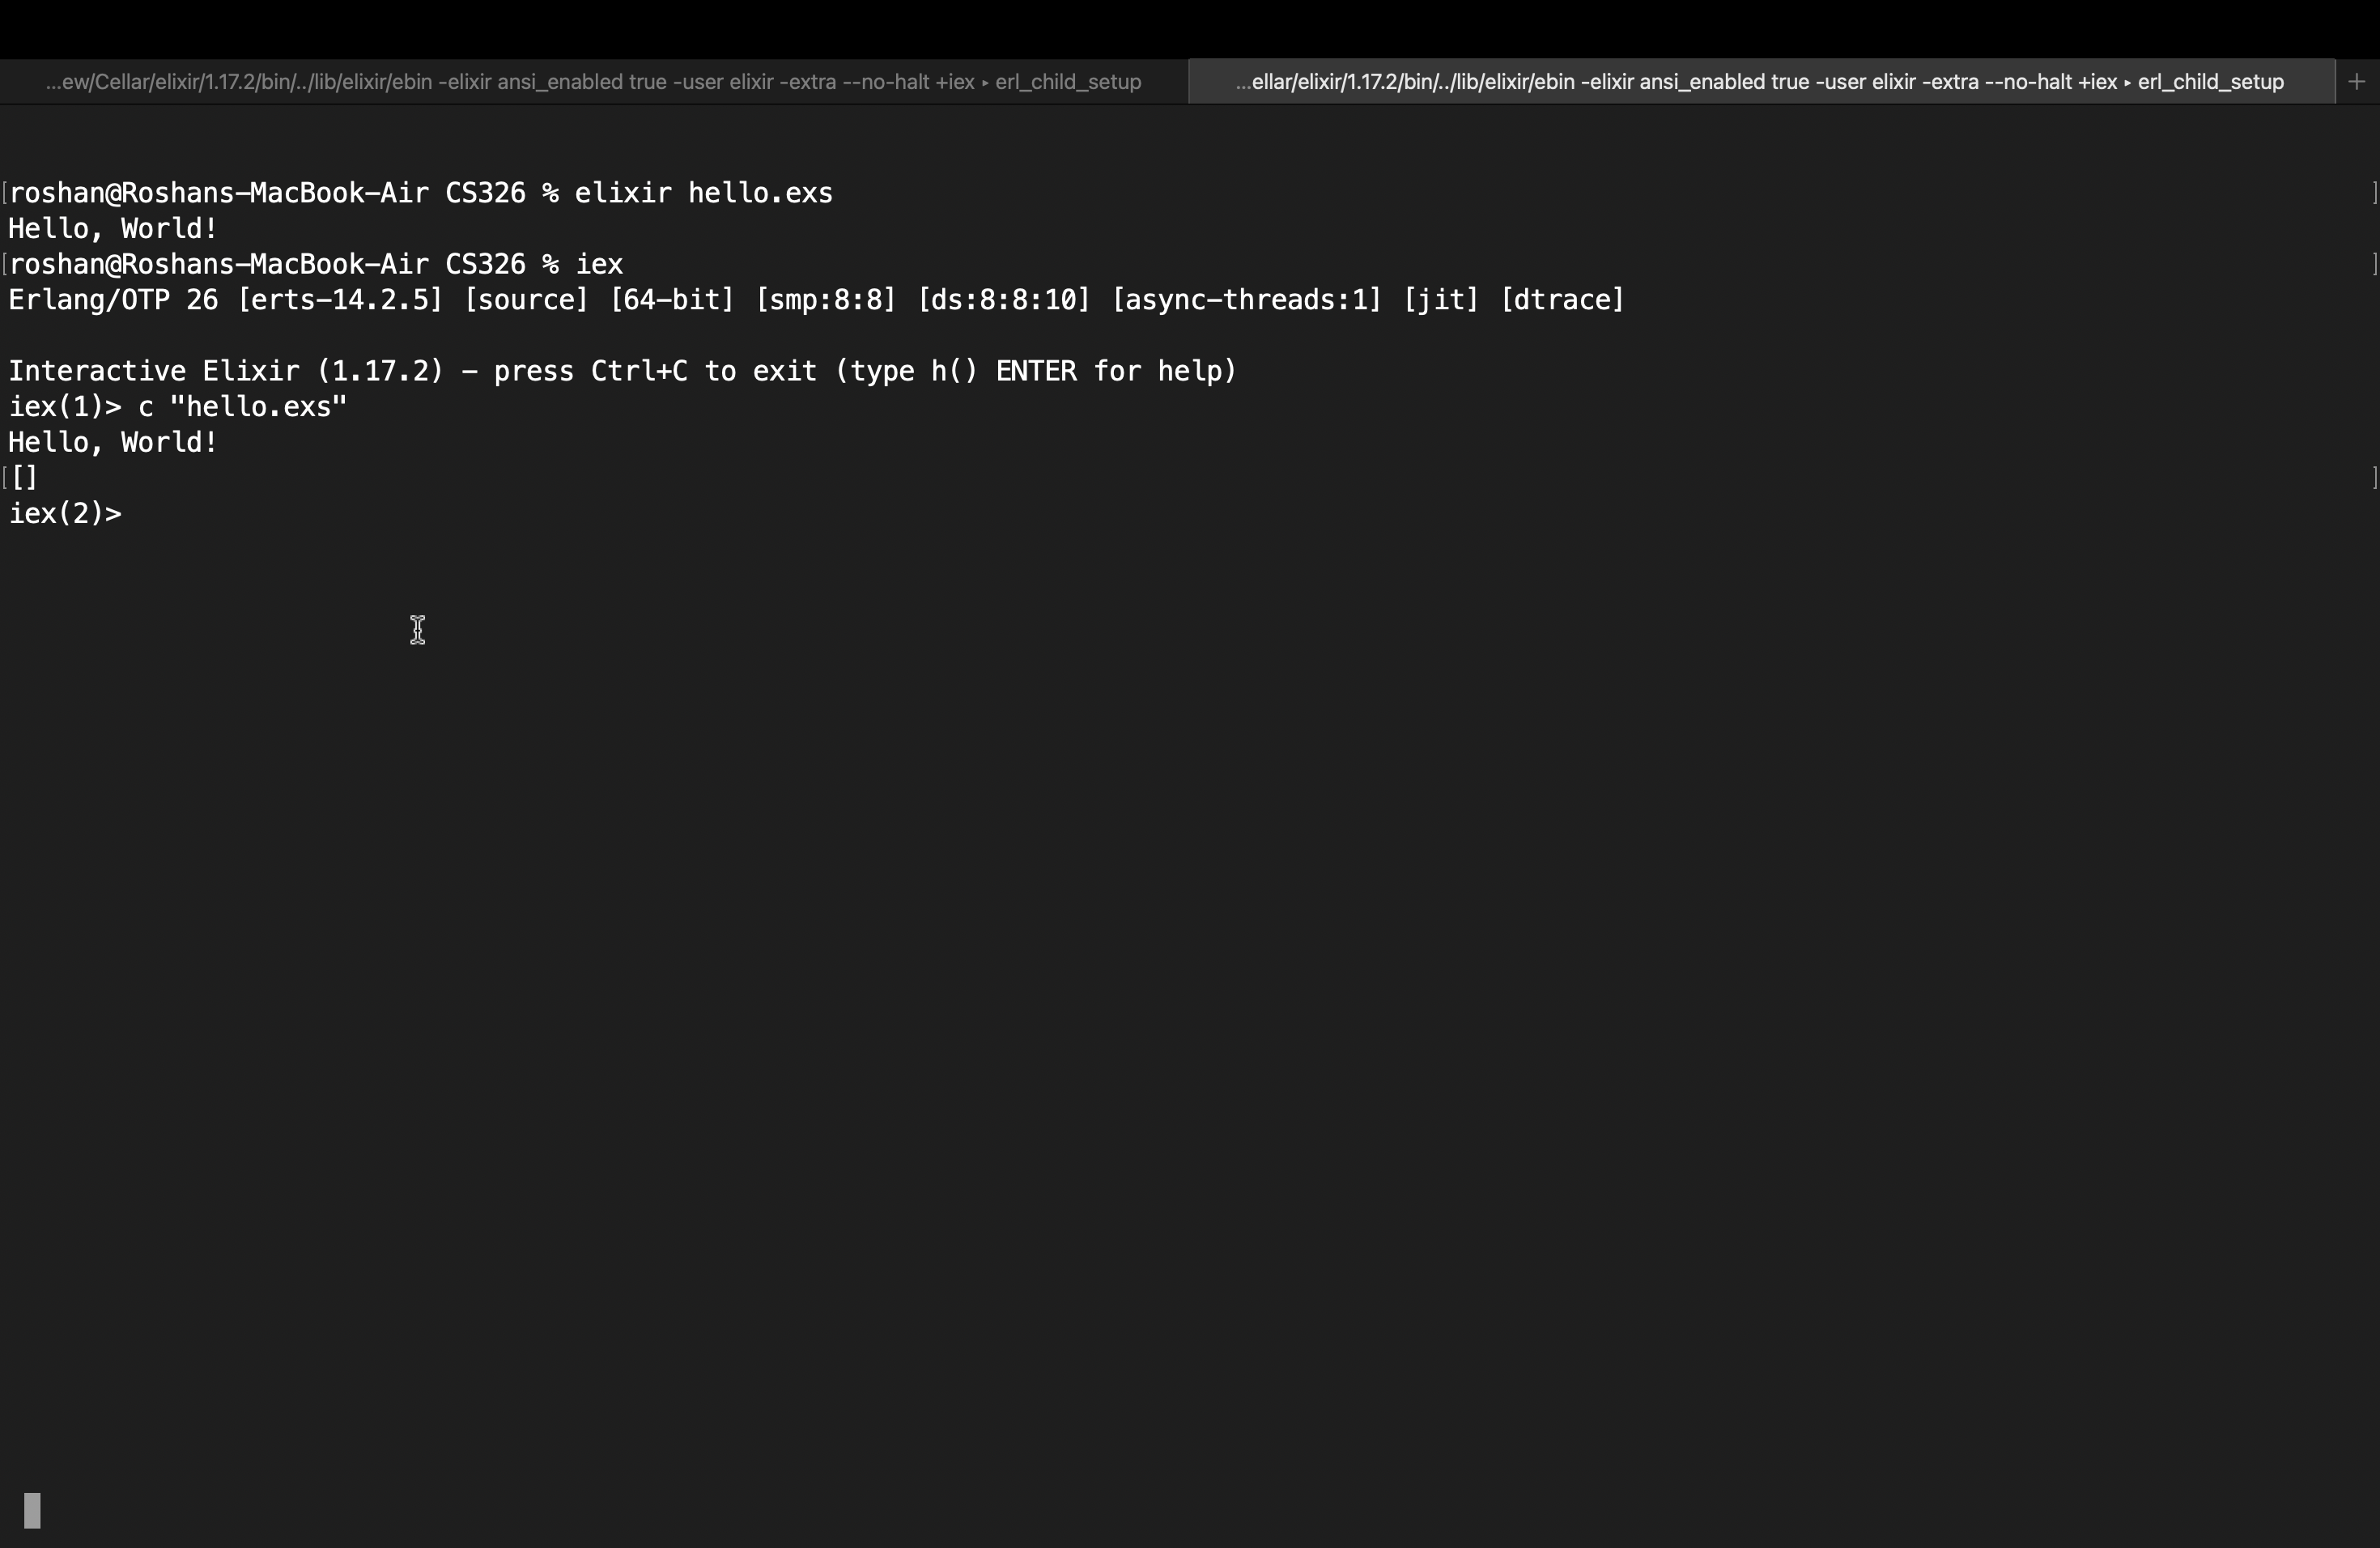 ...ew/Cellar/elixir/1.17.2/bin/../lib/elixir/ebin -elixir ansi_enabled true -user elixir -extra --no-halt +iex ▸ erl_child_setup
...ellar/elixir/1.17.2/bin/../lib/elixir/ebin -elixir ansi_enabled true -user elixir -extra --no-halt +iex ▸ erl_child_setup +
[roshan@Roshans-MacBook-Air CS326 % elixir hello.exs ]
Hello, World!
[roshan@Roshans-MacBook-Air CS326 % iex ]
Erlang/OTP 26 [erts-14.2.5] [source] [64-bit] [smp:8:8] [ds:8:8:10] [async-threads:1] [jit] [dtrace]
Interactive Elixir (1.17.2) - press Ctrl+C to exit (type h() ENTER for help)
iex(1)> c "hello.exs"
Hello, World!
[[] ]
iex(2)>